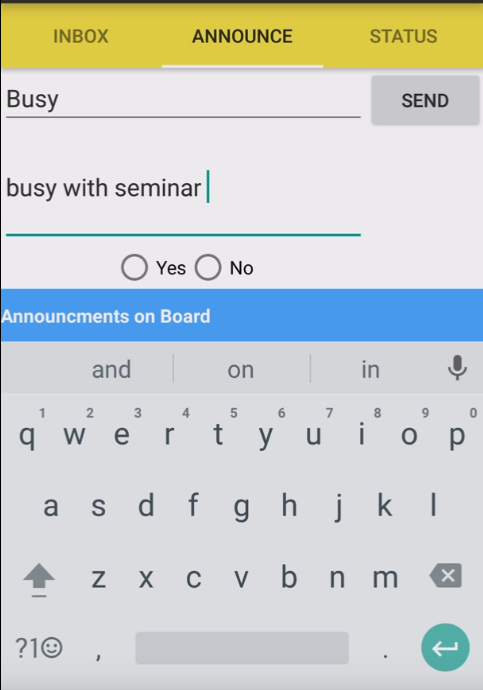 INBOX ANNOUNCE STATUS
Busy SEND
busy with seminar
Yes No
Announcments on Board
and on in
1 2 3 4 5 6 7 8 9 0
q w e r t y u i o p
a s d f g h j k l
z x c v b n m
?1☺ , .